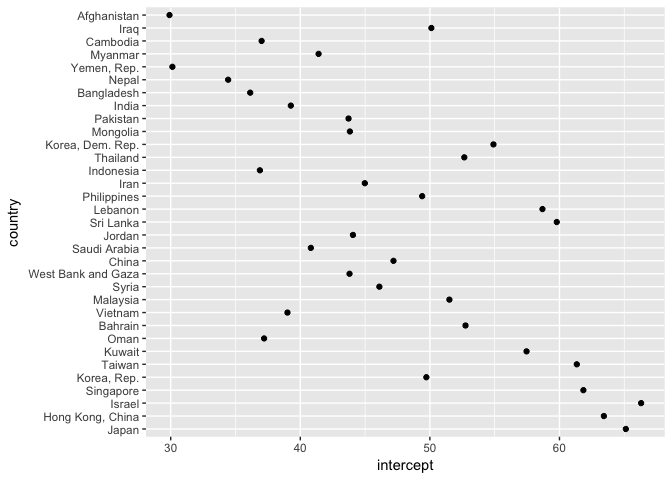 Afghanistan
Iraq
Cambodia
Myanmar
Yemen, Rep.
Nepal
Bangladesh
India
Pakistan
Mongolia
Korea, Dem. Rep.
Thailand
Indonesia
Iran
Philippines
Lebanon
Sri Lanka
Jordan
Saudi Arabia
China
West Bank and Gaza
Syria
Malaysia
Vietnam
Bahrain
Oman
Kuwait
Taiwan
Korea, Rep.
Singapore
Israel
Hong Kong, China
Japan
country
30 40 50 60
intercept